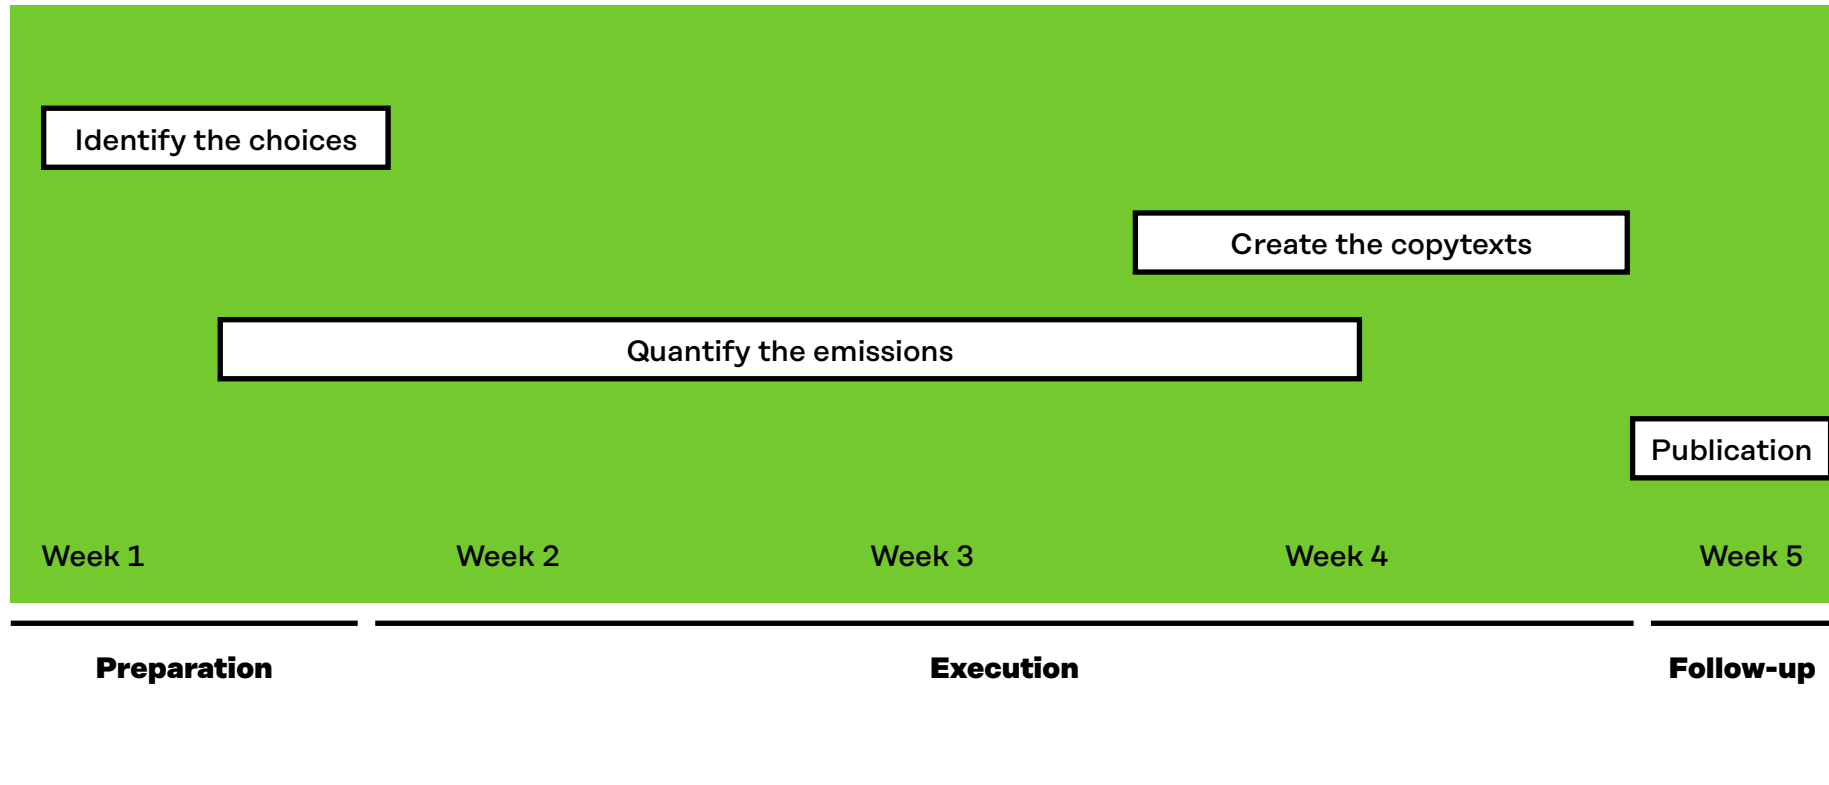 Identify the choices
Create the copytexts
Quantify the emissions
Publication
Week 1
Week 2
Week 3
Week 4
Week 5
Preparation
Execution
Follow-up